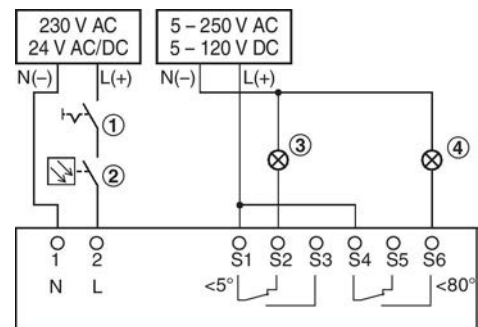 230 V AC
24 V AC/DC
5 – 250 V AC
5 – 120 V DC
N(–) L(+)
N(–) L(+)
1
2
3
4
1 2 S1 S2 S3 S4 S5 S6
N L <5° <80°